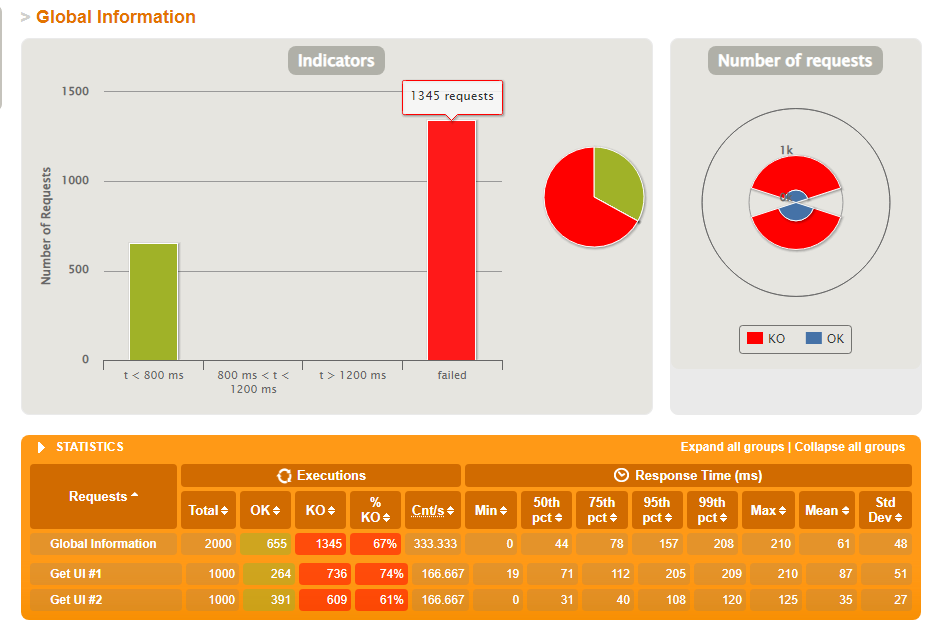 > Global Information
Indicators
Number of requests
1500
1345 requests
1000
500
0
Number of Requests
t < 800 ms
800 ms < t <
1200 ms
t > 1200 ms
failed
1k
KO
OK
STATISTICS
Expand all groups | Collapse all groups
Requests
Executions
Response Time (ms)
Total OK KO % KO Cnt/s Min 50th pct 75th pct 95th pct 99th pct Max Mean Std Dev
Global Information 2000 655 1345 67% 333.333 0 44 78 157 208 210 61 48
Get UI #1 1000 264 736 74% 166.667 19 71 112 205 209 210 87 51
Get UI #2 1000 391 609 61% 166.667 0 31 40 108 120 125 35 27